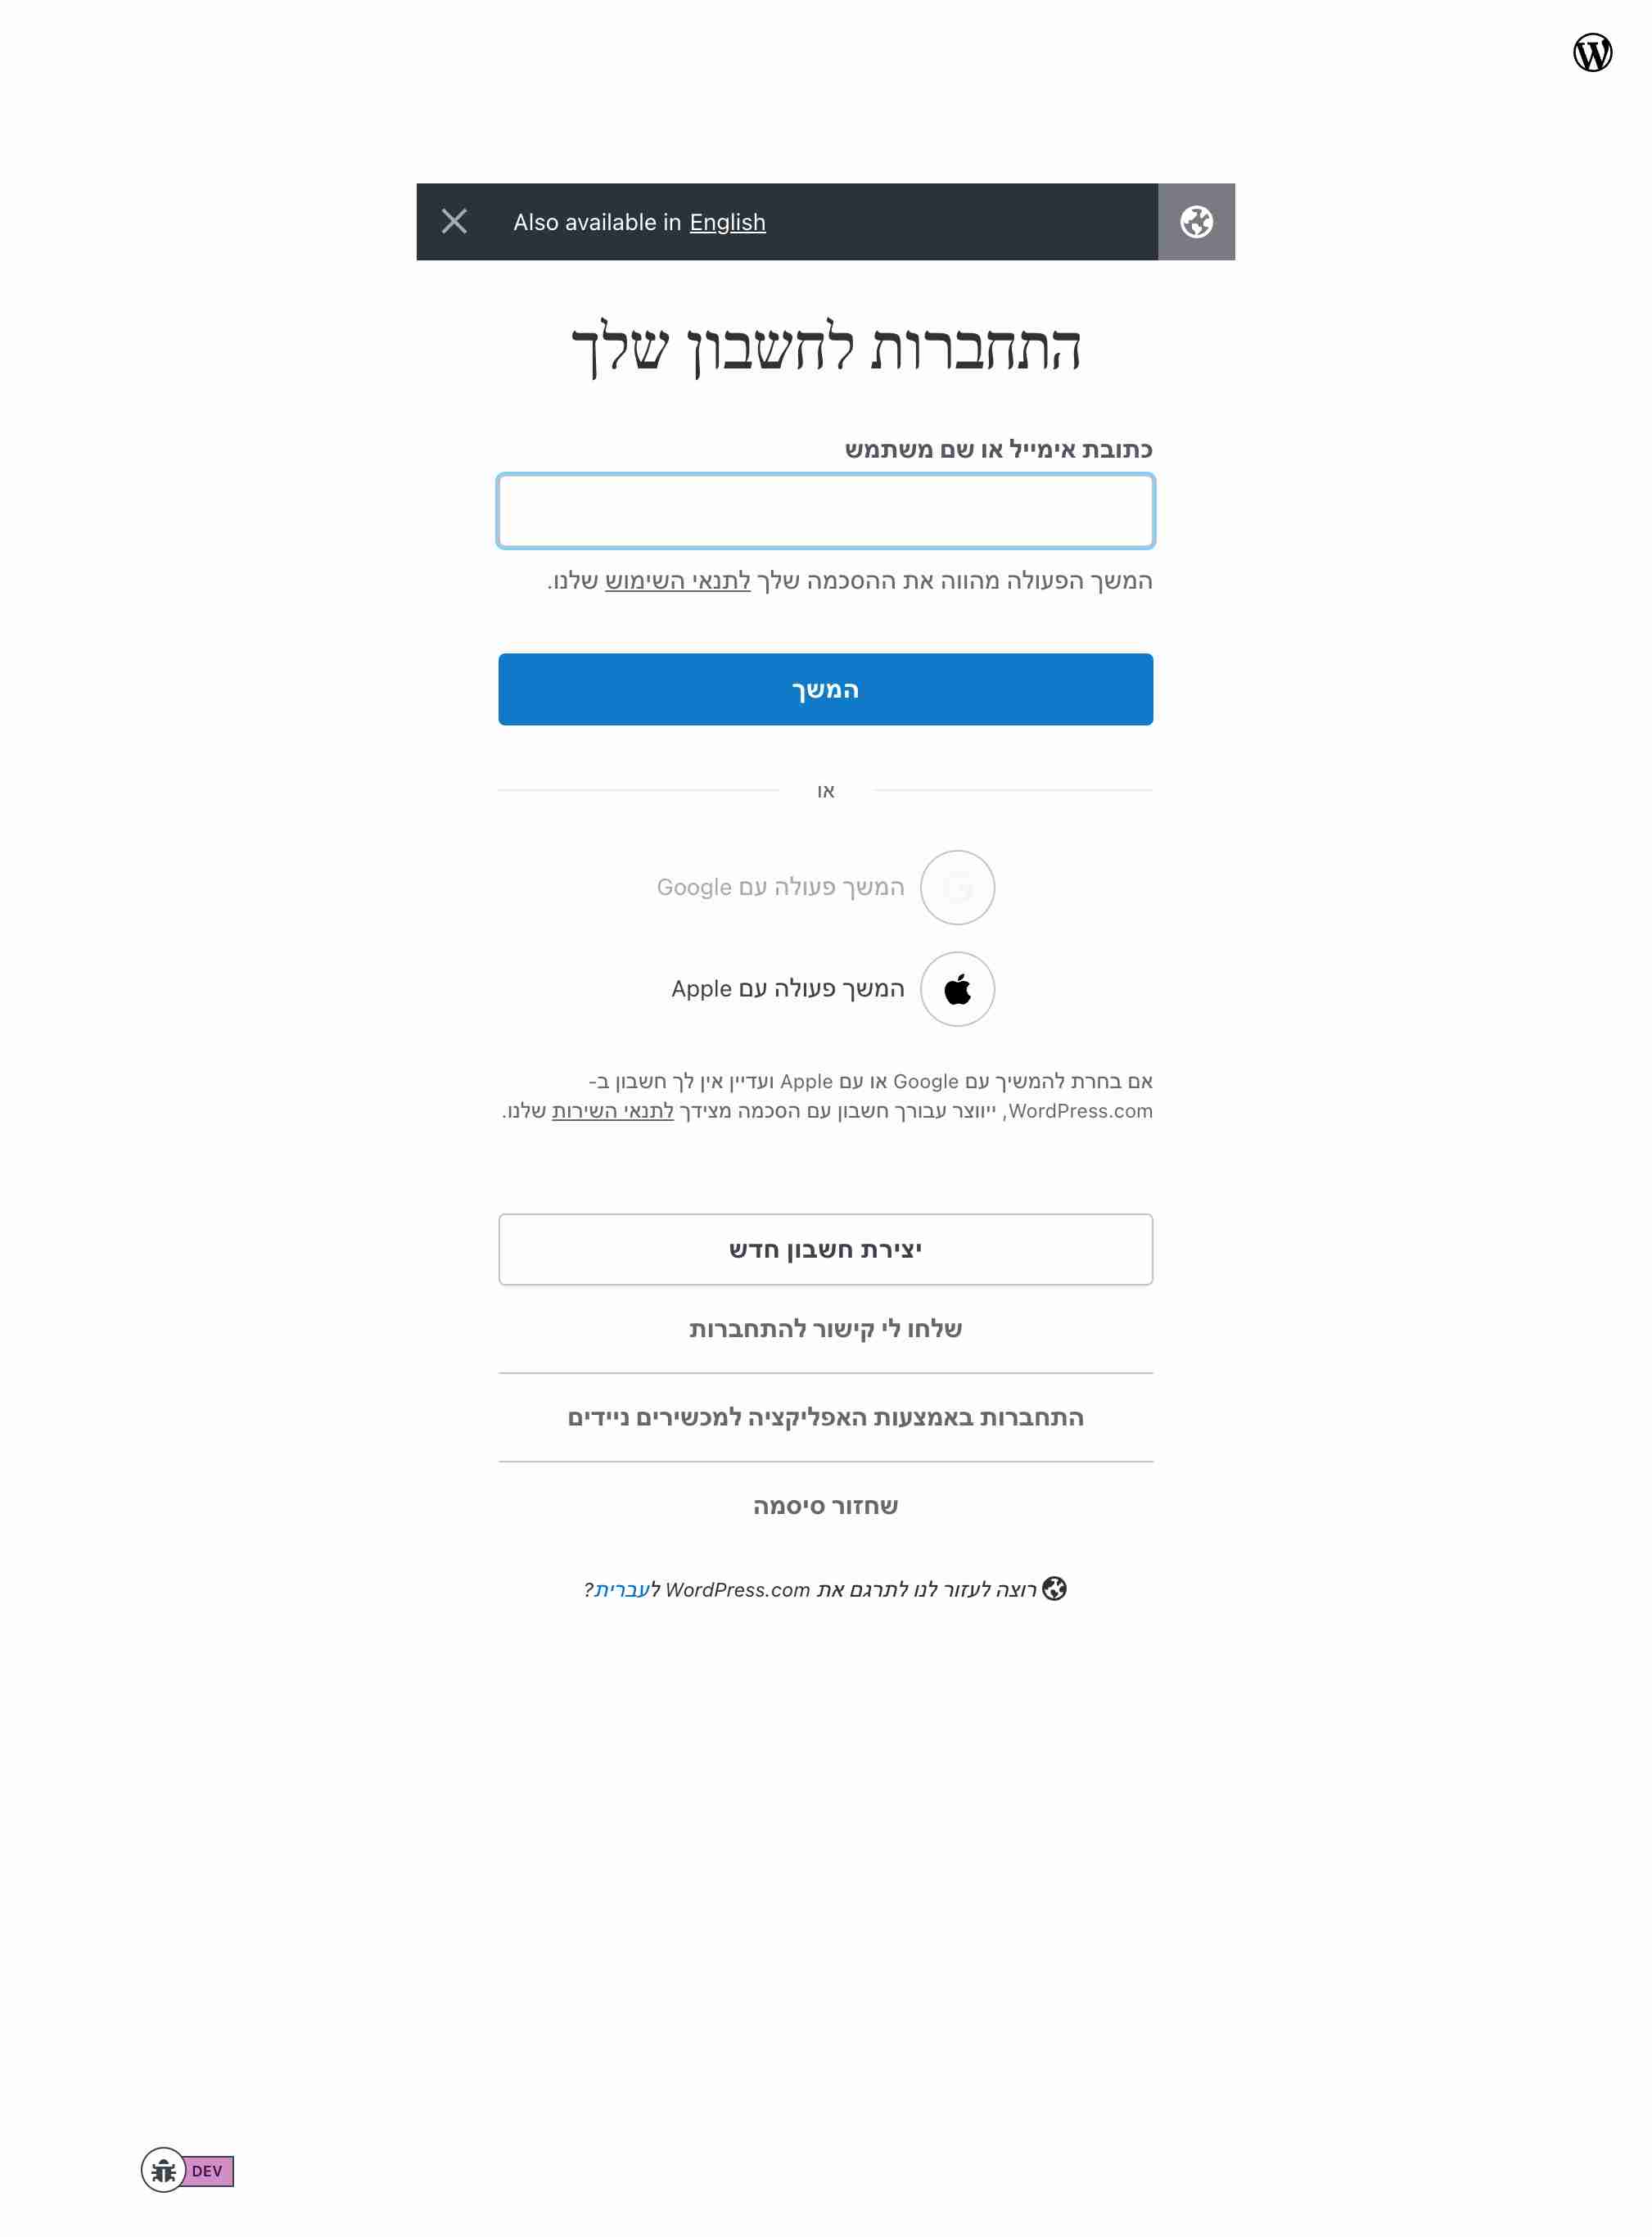 Also available in English
התחברות לחשבון שלך
כתובת אימייל או שם משתמש
המשך הפעולה מהווה את ההסכמה שלך לתנאי השימוש שלנו.
המשך
או
המשך פעולה עם Google
המשך פעולה עם Apple
אם בחרת להמשיך עם Google או עם Apple ועדיין אין לך חשבון ב-
WordPress.com, ייווצר עבורך חשבון עם הסכמה מצידך לתנאי השירות שלנו.
יצירת חשבון חדש
שלחו לי קישור להתחברות
התחברות באמצעות האפליקציה למכשירים ניידים
שחזור סיסמה
רוצה לעזור לנו לתרגם את WordPress.com לעברית?
DEV